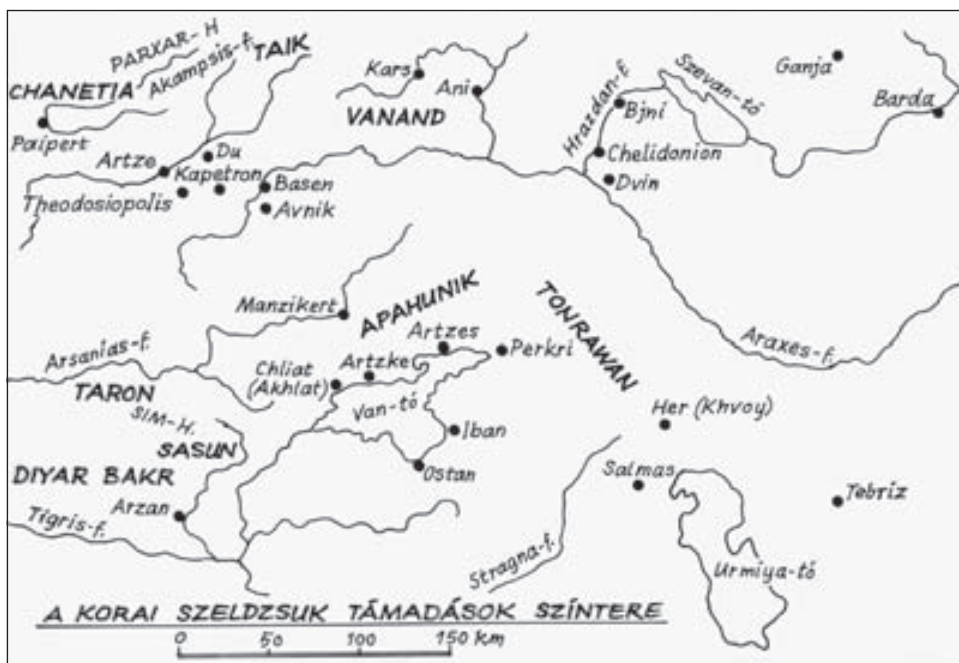 PARXAR-H
Akampsis-f.
TAIK
CHANETIA
Paipert
Artze
Du
Kapetron
Theodosiopolis
Basen
Avnik
Kars
Ani
VANAND
Hrazdan-f.
Bjni
Szevan-tó
Ganja
Barda
Chelidonion
Dvin
Manzikert
APAHUNIK
TONRAWAN
Artzes
Perkri
Artzke
Chliat
(Akhlat)
Arsanias-f.
TARON
SIM-H.
SASUN
Van-tó
Iban
Ostan
Araxes-f.
Her (Khvoy)
Salmas
Tebriz
DIYAR BAKR
Arzan
Tigris-f.
Stragna-f.
Urmiya-tó
A KORAI SZELDZSUK TÁMADÁSOK SZÍNTERE
0 50 100 150 km